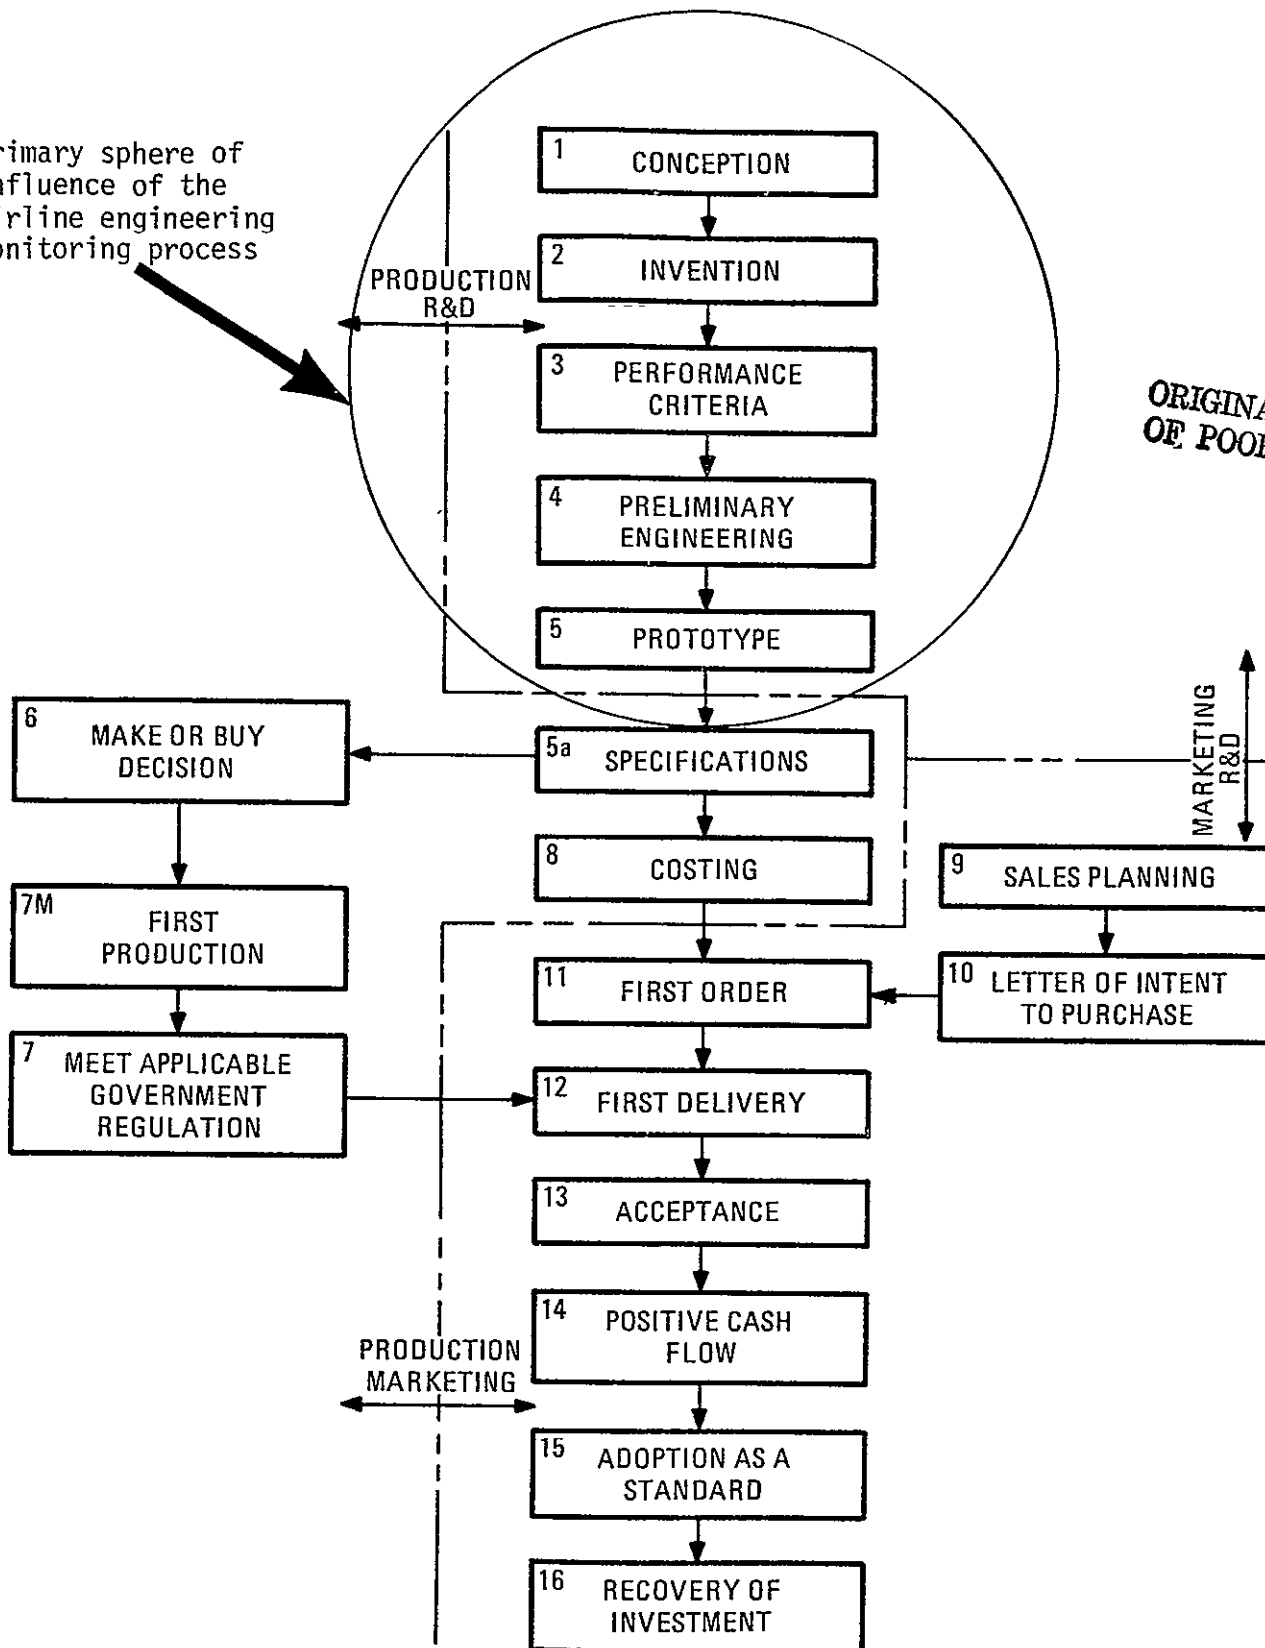 rimary sphere of
nfluence of the
irline engineering
onitoring process
1
CONCEPTION
2
INVENTION
PRODUCTION
R&D
3
PERFORMANCE
CRITERIA
ORIGINA
OF POOR
4
PRELIMINARY
ENGINEERING
5
PROTOTYPE
6
MAKE OR BUY
DECISION
5a
SPECIFICATIONS
MARKETING
R&D
8
COSTING
9
SALES PLANNING
7M
FIRST
PRODUCTION
11
FIRST ORDER
10
LETTER OF INTENT
TO PURCHASE
7
MEET APPLICABLE
GOVERNMENT
REGULATION
12
FIRST DELIVERY
13
ACCEPTANCE
14
POSITIVE CASH
FLOW
PRODUCTION
MARKETING
15
ADOPTION AS A
STANDARD
16
RECOVERY OF
INVESTMENT